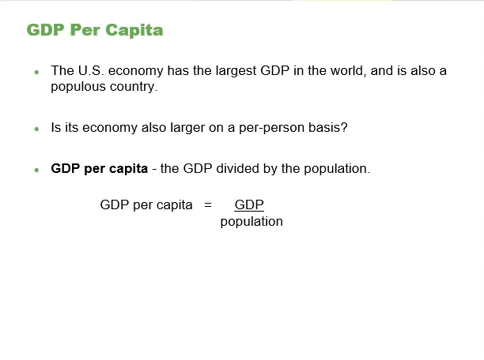 GDP Per Capita
• The U.S. economy has the largest GDP in the world, and is also a
populous country.
• Is its economy also larger on a per-person basis?
• GDP per capita - the GDP divided by the population.
GDP per capita = GDP
population